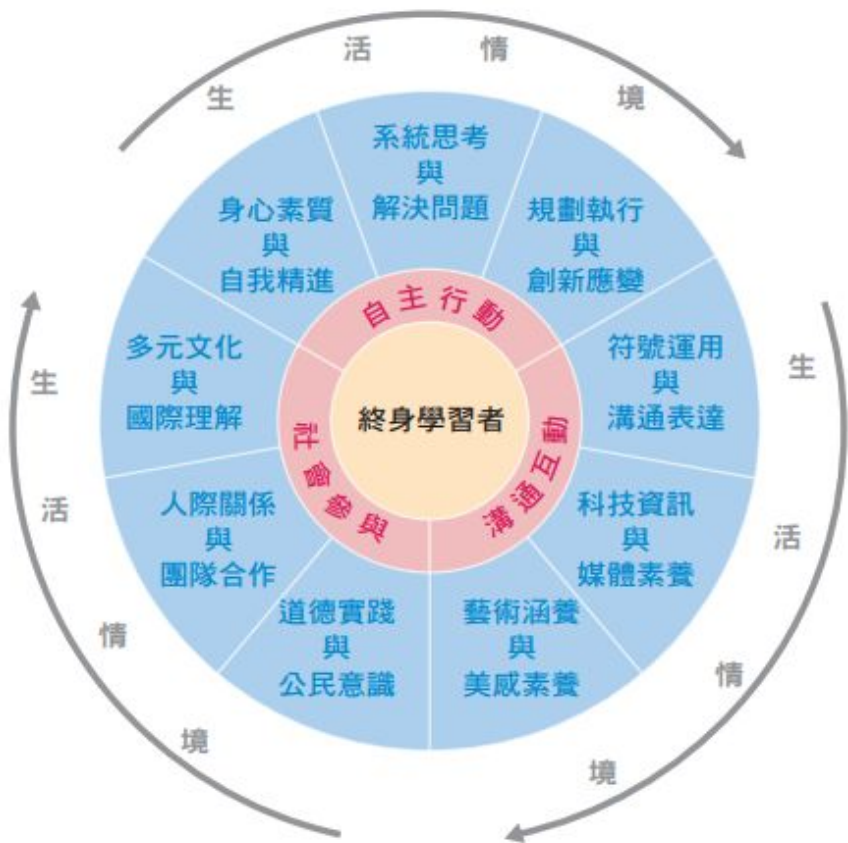 生活情境
系統思考
與
解決問題
規劃執行
與
創新應變
符號運用
與
溝通表達
科技資訊
與
媒體素養
藝術涵養
與
美感素養
道德實踐
與
公民意識
人際關係
與
團隊合作
多元文化
與
國際理解
身心素質
與
自我精進
自主行動
溝通互動
社會參與
終身學習者
生活情境
生活情境